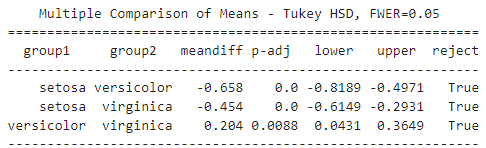 Multiple Comparison of Means - Tukey HSD, FWER=0.05
==============================================================
group1 group2 meandiff p-adj lower upper reject
--------------------------------------------------------------
setosa versicolor -0.658 0.0 -0.8189 -0.4971 True
setosa virginica -0.454 0.0 -0.6149 -0.2931 True
versicolor virginica 0.204 0.0088 0.0431 0.3649 True
--------------------------------------------------------------